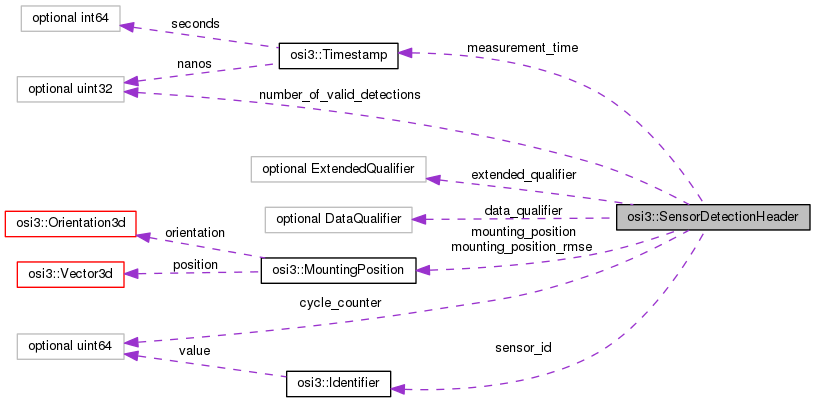 optional int64
seconds
osi3::Timestamp
measurement_time
nanos
optional uint32
number_of_valid_detections
optional ExtendedQualifier
extended_qualifier
optional DataQualifier
data_qualifier
osi3::SensorDetectionHeader
osi3::Orientation3d
orientation
mounting_position
mounting_position_rmse
osi3::Vector3d
position
osi3::MountingPosition
cycle_counter
optional uint64
value
sensor_id
osi3::Identifier